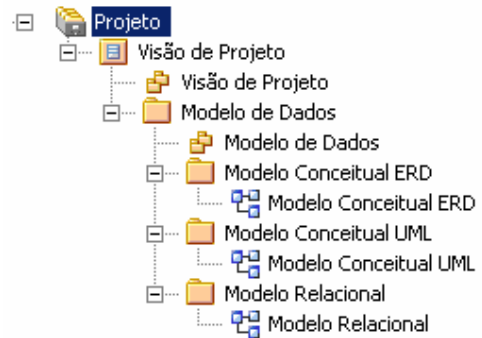 Projeto
Visão de Projeto
Visão de Projeto
Modelo de Dados
Modelo de Dados
Modelo Conceitual ERD
Modelo Conceitual ERD
Modelo Conceitual UML
Modelo Conceitual UML
Modelo Relacional
Modelo Relacional